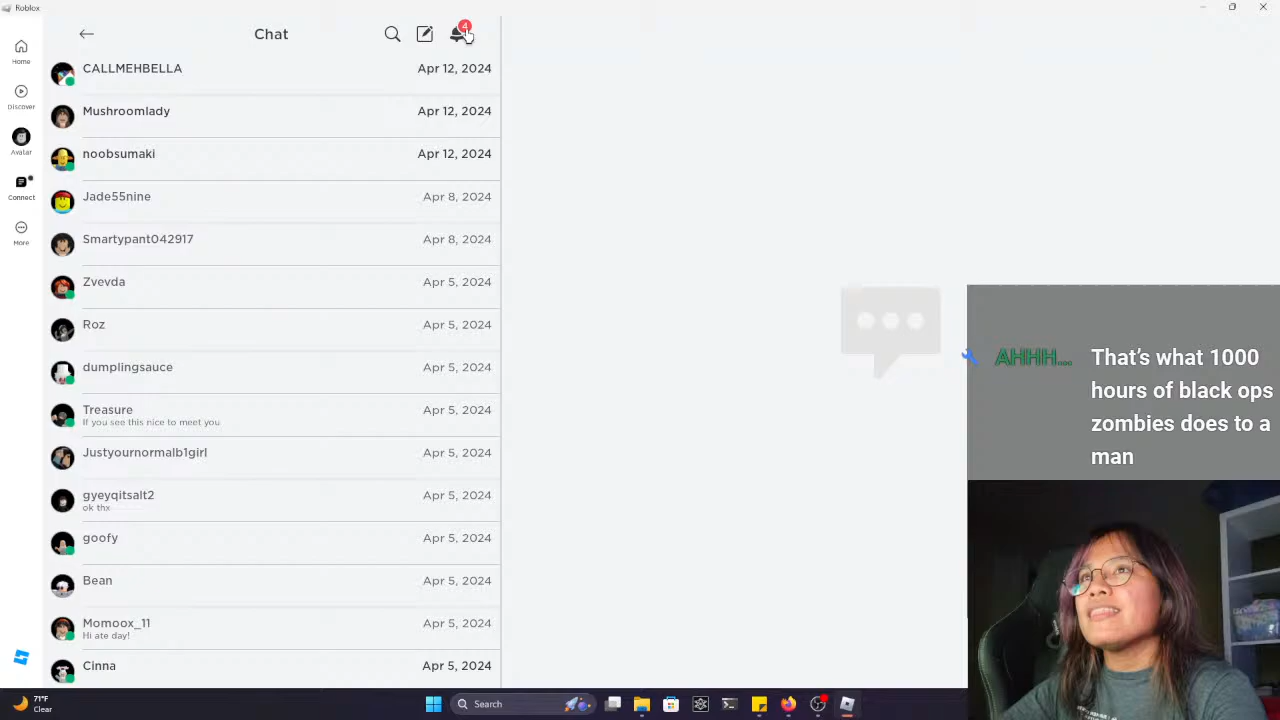 Roblox
Chat
4
Home
Discover
Avatar
Connect
More
CALLMEHBELLA Apr 12, 2024
Mushroomlady Apr 12, 2024
noobsumaki Apr 12, 2024
Jade55nine Apr 8, 2024
Smartypant042917 Apr 8, 2024
Zvevda Apr 5, 2024
Roz Apr 5, 2024
dumplingsauce Apr 5, 2024
Treasure Apr 5, 2024
If you see this nice to meet you
Justyournormalb1girl Apr 5, 2024
gyeyqitsalt2 Apr 5, 2024
ok thx
goofy Apr 5, 2024
Bean Apr 5, 2024
Momoox_11 Apr 5, 2024
Hi ate day!
Cinna Apr 5, 2024
AHHH... That's what 1000
hours of black ops
zombies does to a
man
71°F
Clear
Search